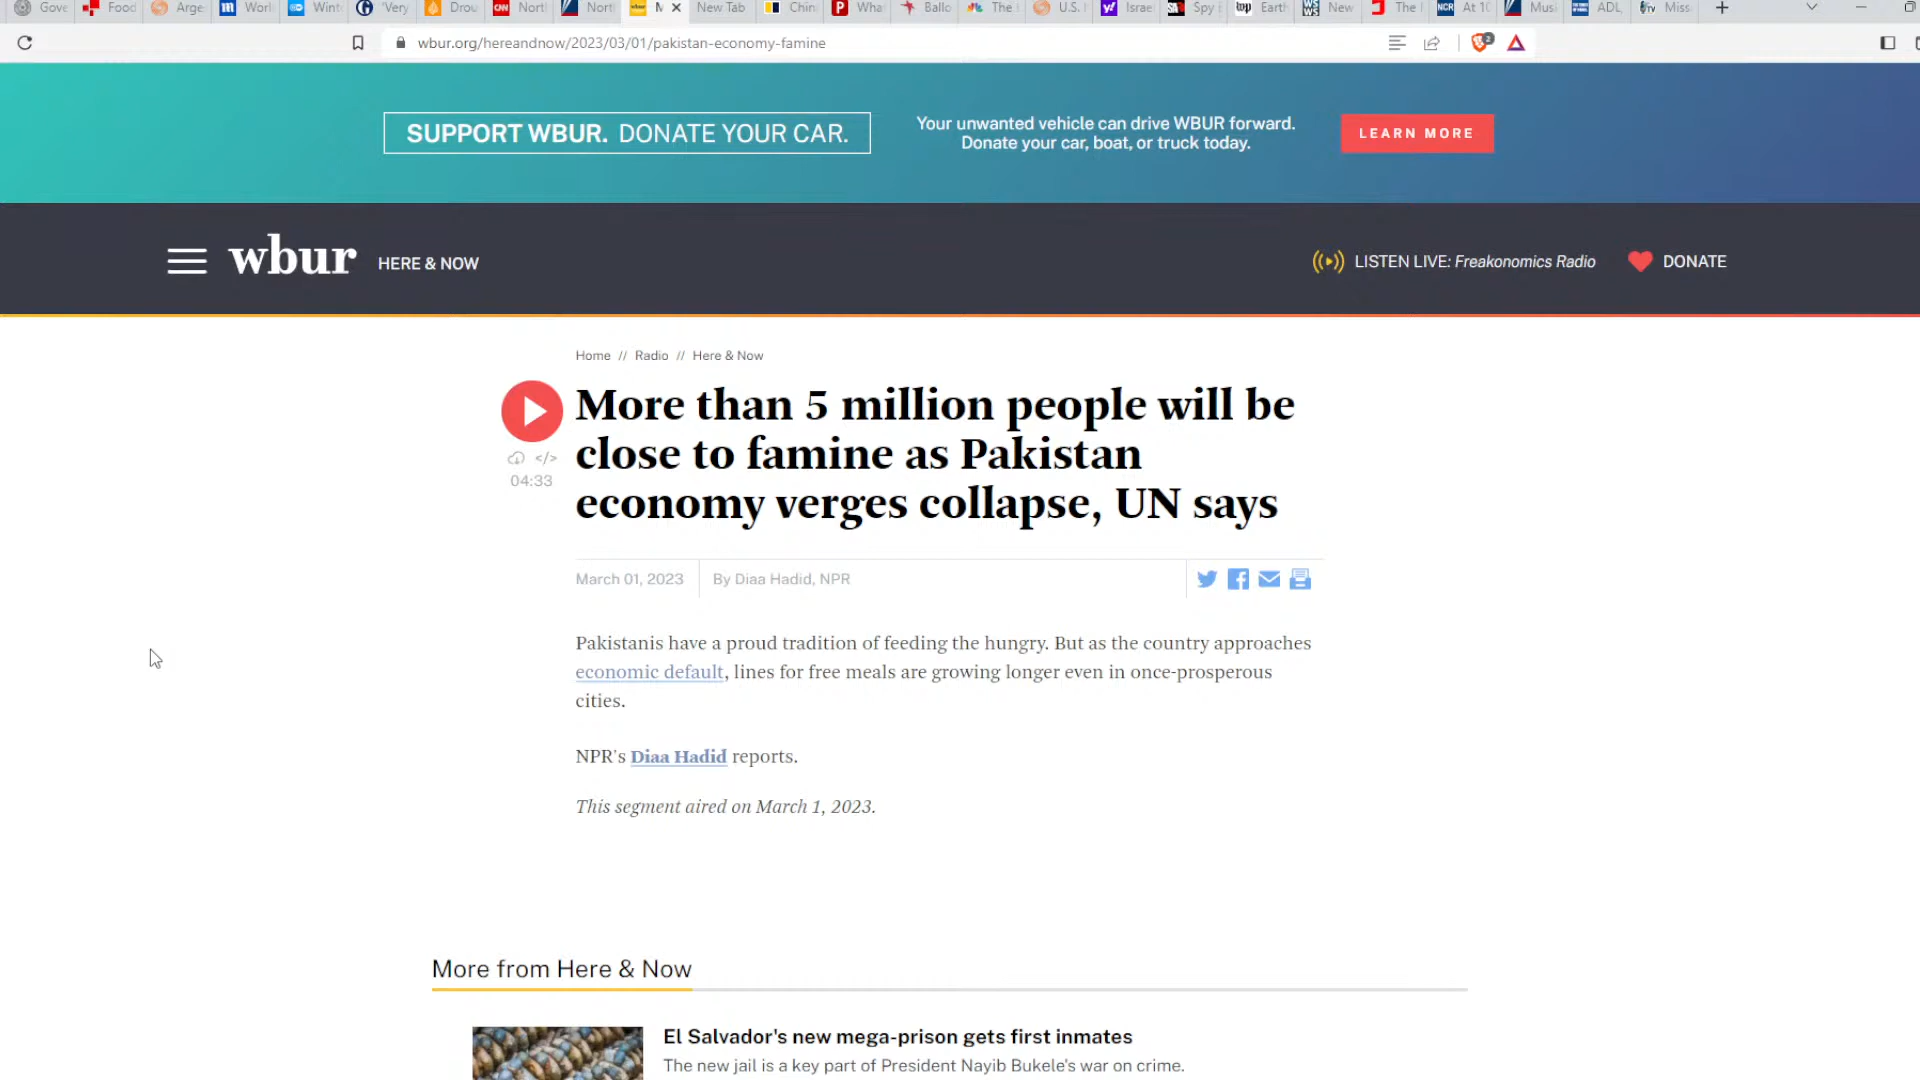 Gove Food Arge Worl Wint 'Very Drou North North M New Tab Chin Wha Ballo The U.S. Israe Spy Earth New The At 10 Musl ADL, Miss
wbur.org/hereandnow/2023/03/01/pakistan-economy-famine
2
SUPPORT WBUR. DONATE YOUR CAR.
Your unwanted vehicle can drive WBUR forward.
Donate your car, boat, or truck today.
LEARN MORE
wbur HERE & NOW
LISTEN LIVE: Freakonomics Radio
DONATE
Home // Radio // Here & Now
More than 5 million people will be
close to famine as Pakistan
economy verges collapse, UN says
</>
04:33
March 01, 2023
By Diaa Hadid, NPR
Pakistanis have a proud tradition of feeding the hungry. But as the country approaches
economic default, lines for free meals are growing longer even in once-prosperous
cities.
NPR's Diaa Hadid reports.
This segment aired on March 1, 2023.
More from Here & Now
El Salvador's new mega-prison gets first inmates
The new jail is a key part of President Nayib Bukele's war on crime.